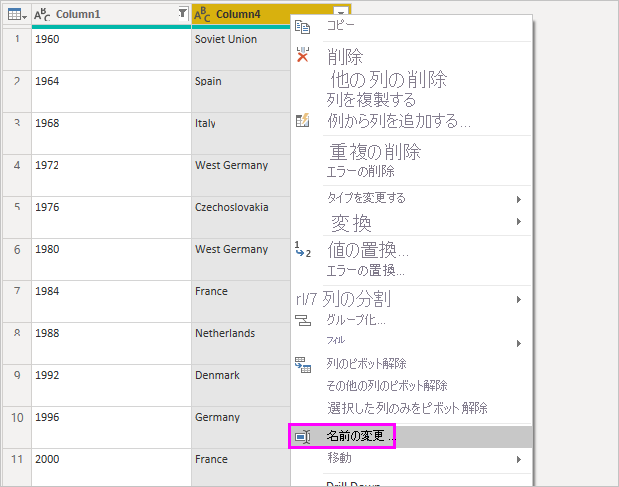 Column1 Column4
コピー
1 1960 Soviet Union
削除
他の列の削除
2 1964 Spain
列を複製する
例から列を追加する...
3 1968 Italy
重複の削除
4 1972 West Germany
エラーの削除
タイプを変更する
5 1976 Czechoslovakia
変換
6 1980 West Germany
値の置換...
エラーの置換...
7 1984 France
rl/7 列の分割
グループ化...
8 1988 Netherlands
フィル
列のピボット解除
9 1992 Denmark
その他の列のピボット解除
選択した列のみをピボット解除
10 1996 Germany
名前の変更...
11 2000 France
移動
Drill Down